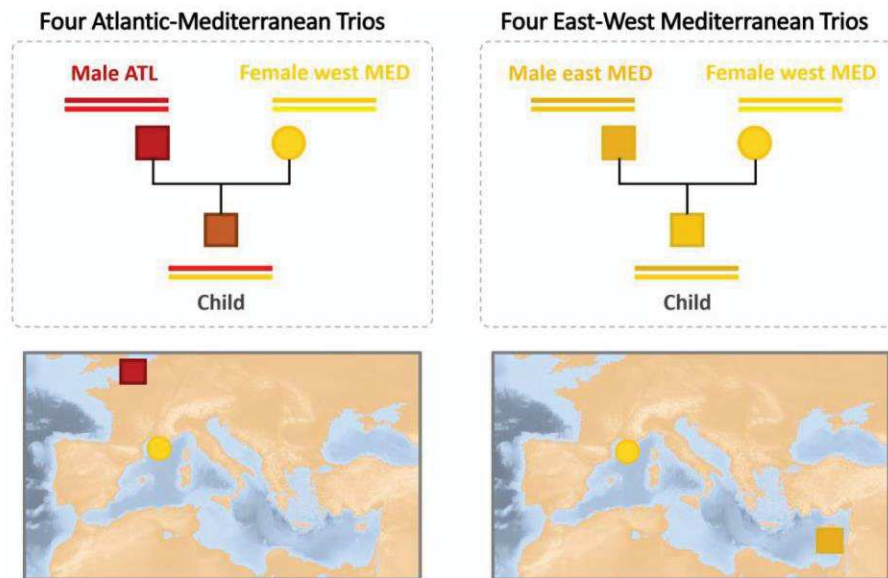 Four Atlantic-Mediterranean Trios
Male ATL
Female west MED
Child
Four East-West Mediterranean Trios
Male east MED
Female west MED
Child